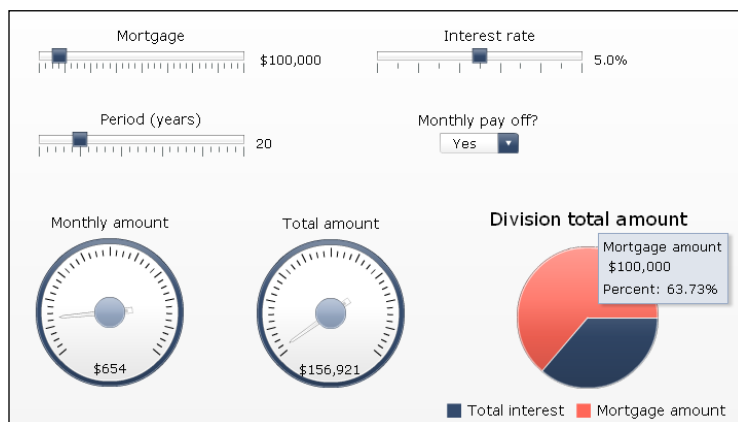 Mortgage
$100,000
Interest rate
5.0%
Period (years)
20
Monthly pay off?
Yes
Monthly amount
$654
Total amount
$156,921
Division total amount
Mortgage amount
$100,000
Percent: 63.73%
Total interest
Mortgage amount